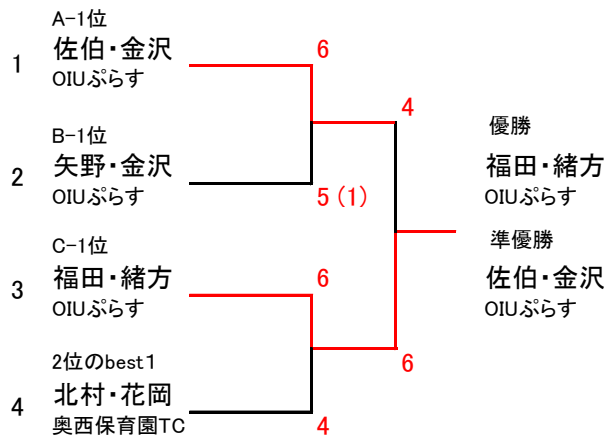 A-1位
1 佐伯・金沢
OIUぷらす
6
B-1位
2 矢野・金沢
OIUぷらす
5 (1)
4
C-1位
3 福田・緒方
OIUぷらす
6
2位のbest1
4 北村・花岡
奥西保育園TC
4
6
優勝
福田・緒方
OIUぷらす
準優勝
佐伯・金沢
OIUぷらす